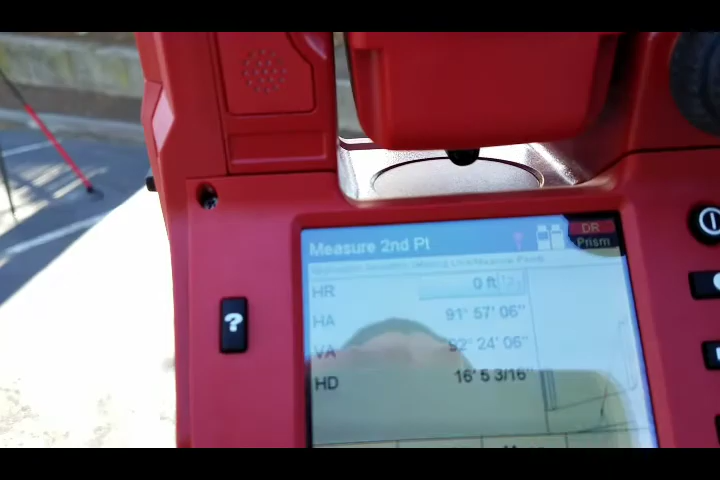 Measure 2nd Pt
DR
Prism
HR 0 ft
HA 91° 57' 06"
VA 92° 24' 06"
HD 16' 5 3/16"
?